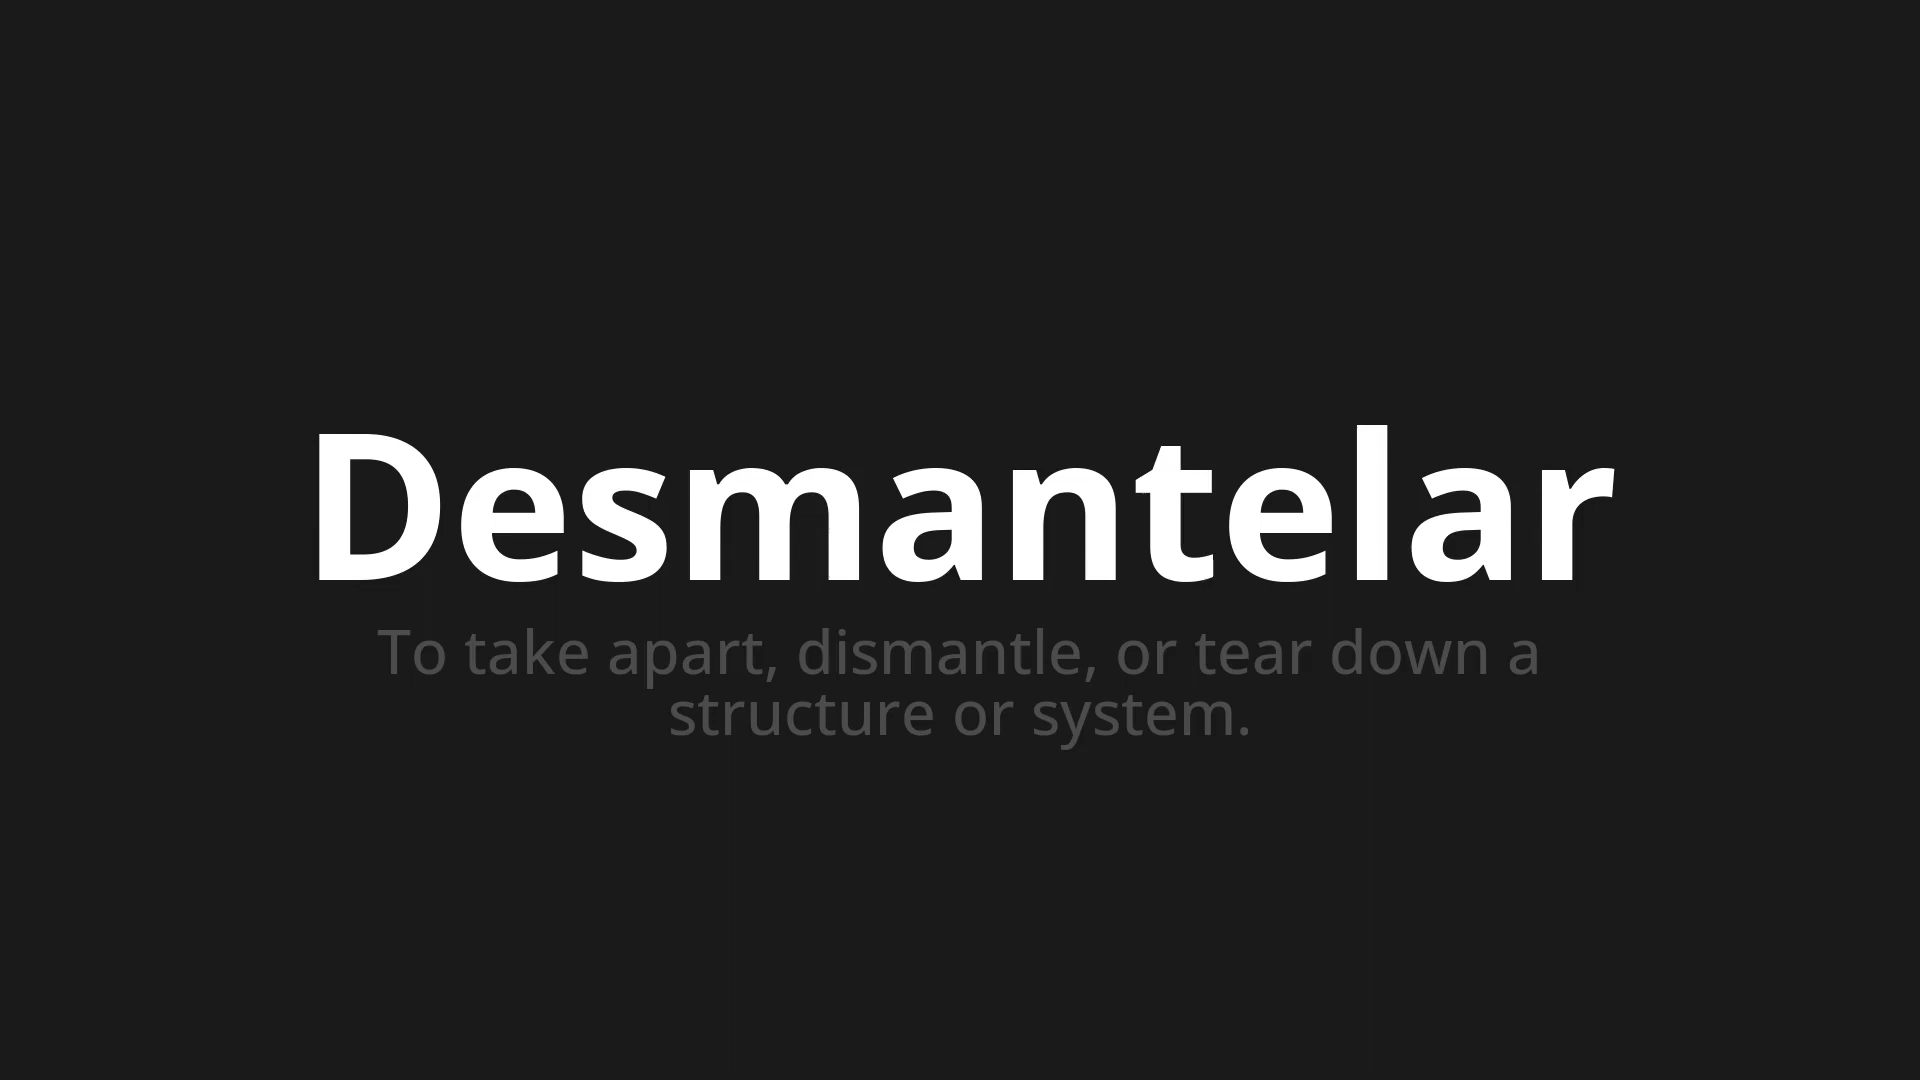 Desmantelar
To take apart, dismantle, or tear down a
structure or system.